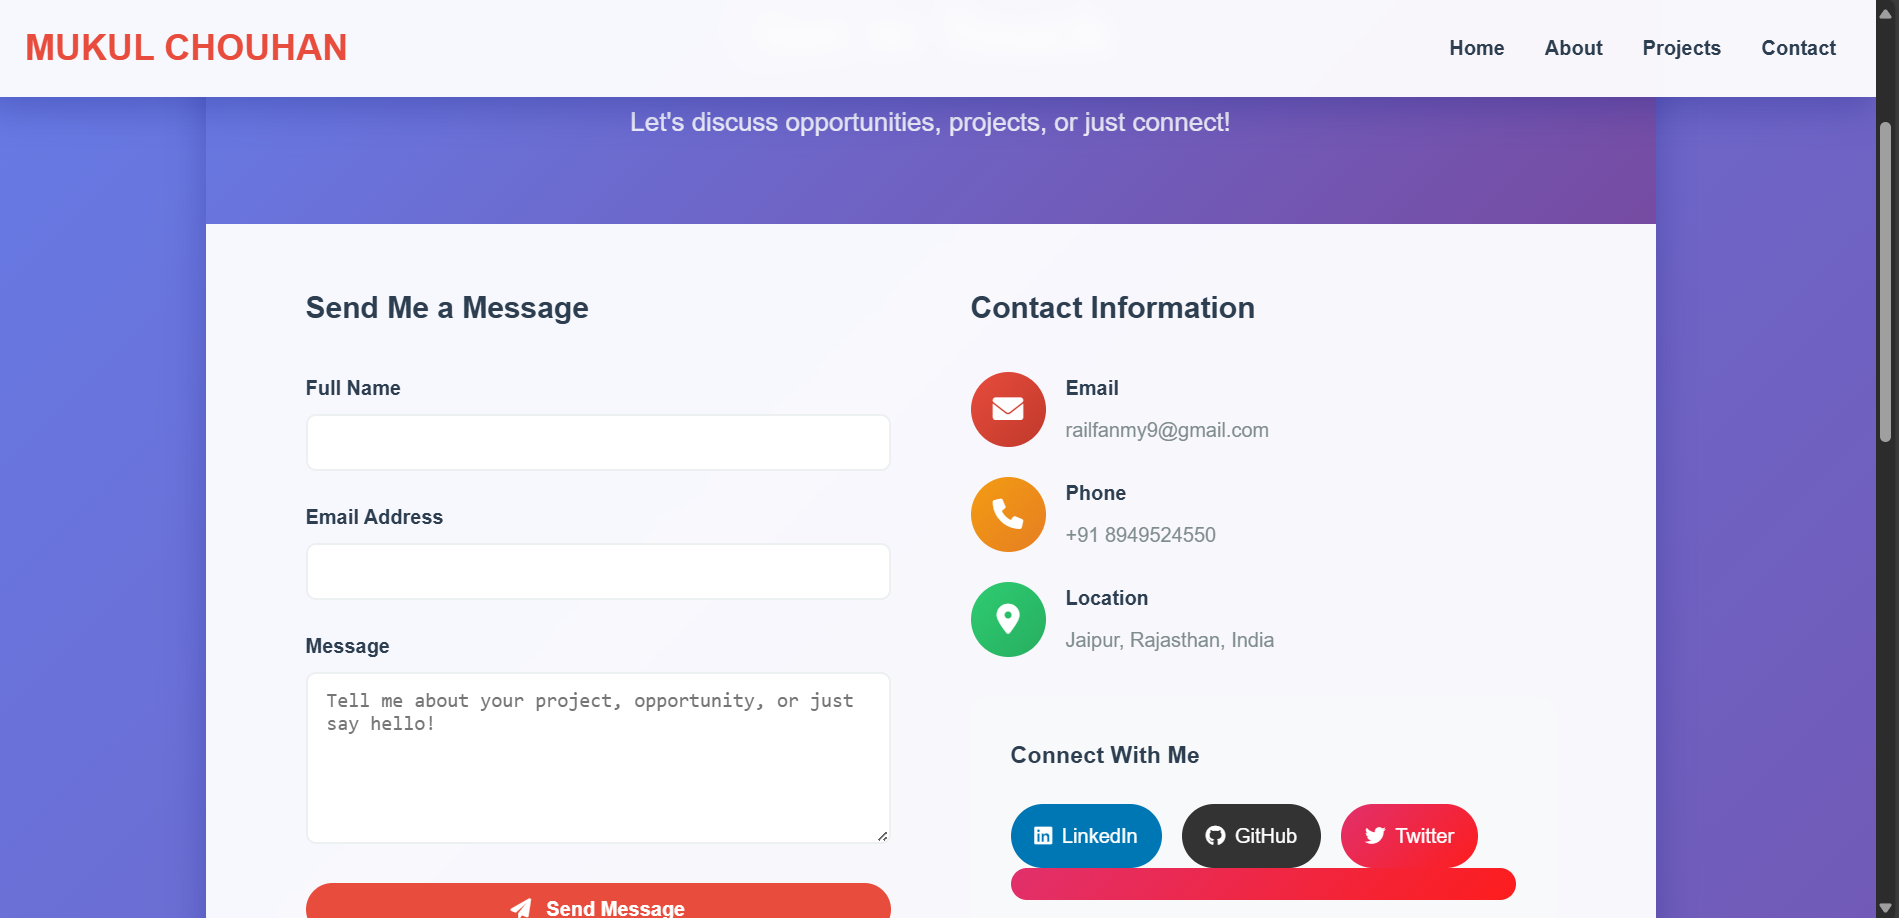 MUKUL CHOUHAN
Home About Projects Contact
Let's discuss opportunities, projects, or just connect!
Send Me a Message
Full Name
Email Address
Message
Tell me about your project, opportunity, or just
say hello!
Send Message
Contact Information
Email
railfanmy9@gmail.com
Phone
+91 8949524550
Location
Jaipur, Rajasthan, India
Connect With Me
LinkedIn GitHub Twitter